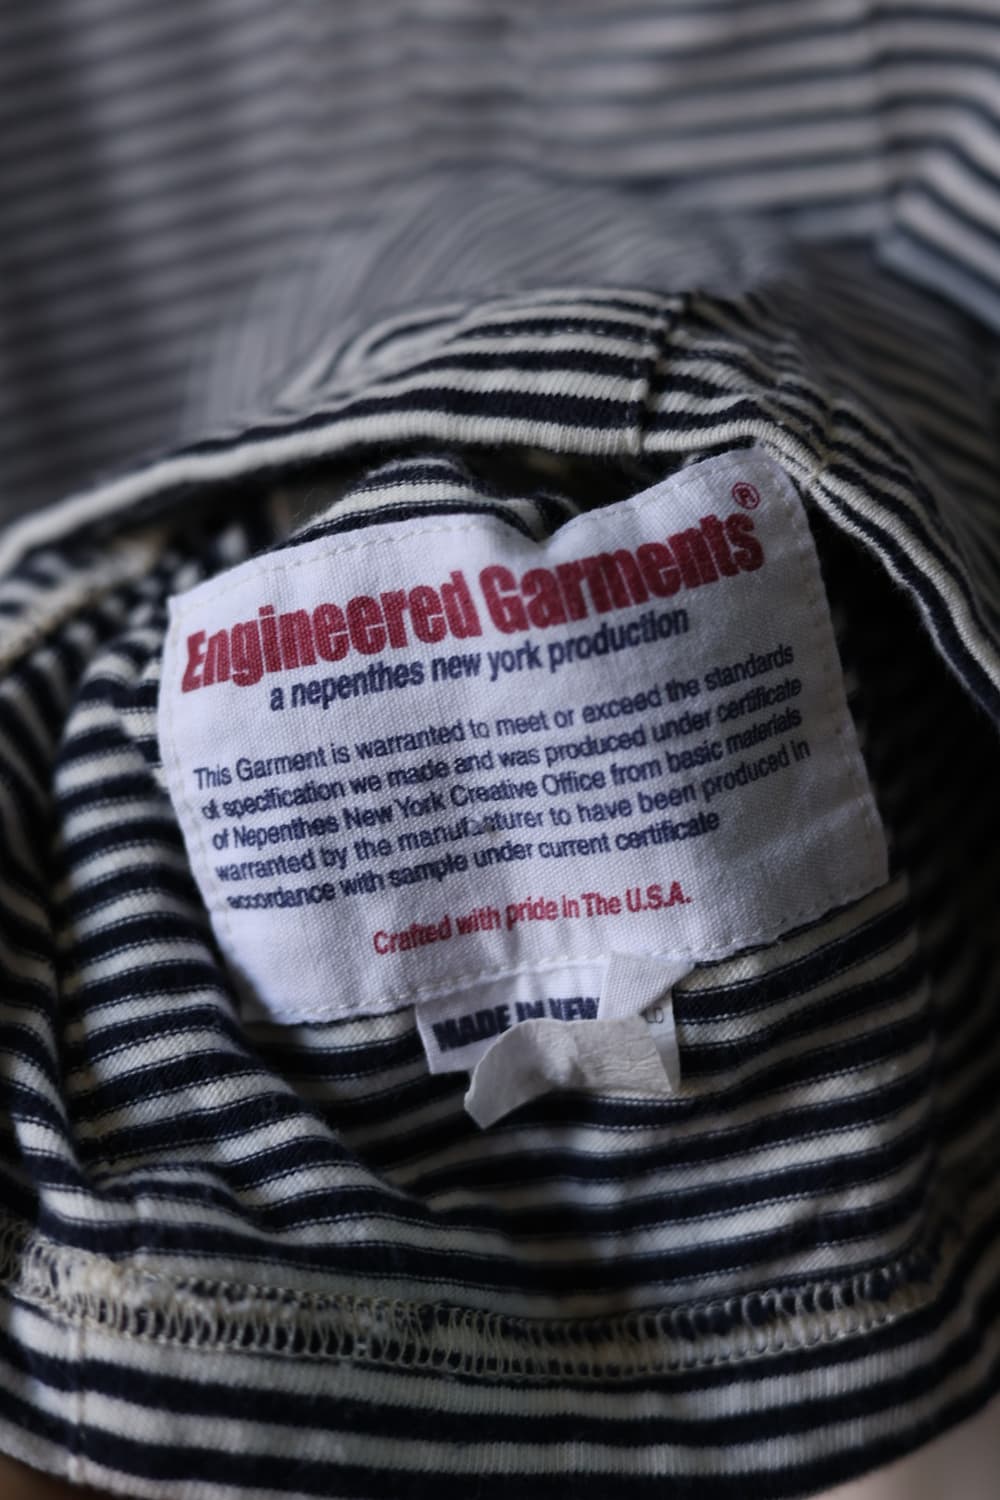 Engineered Garments®
a nepenthes new york production
This Garment is warranted to meet or exceed the standards
of specification we made and was produced under certificate
of Nepenthes New York Creative Office from basic materials
warranted by the manufacturer to have been produced in
accordance with sample under current certificate
Crafted with pride in The U.S.A.
MADE IN NEW